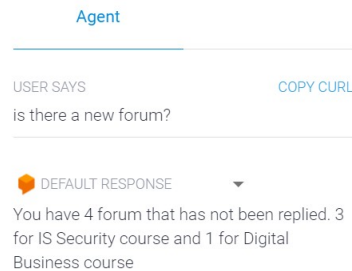 Agent
USER SAYS
COPY CURL
is there a new forum?
DEFAULT RESPONSE
You have 4 forum that has not been replied. 3
for IS Security course and 1 for Digital
Business course